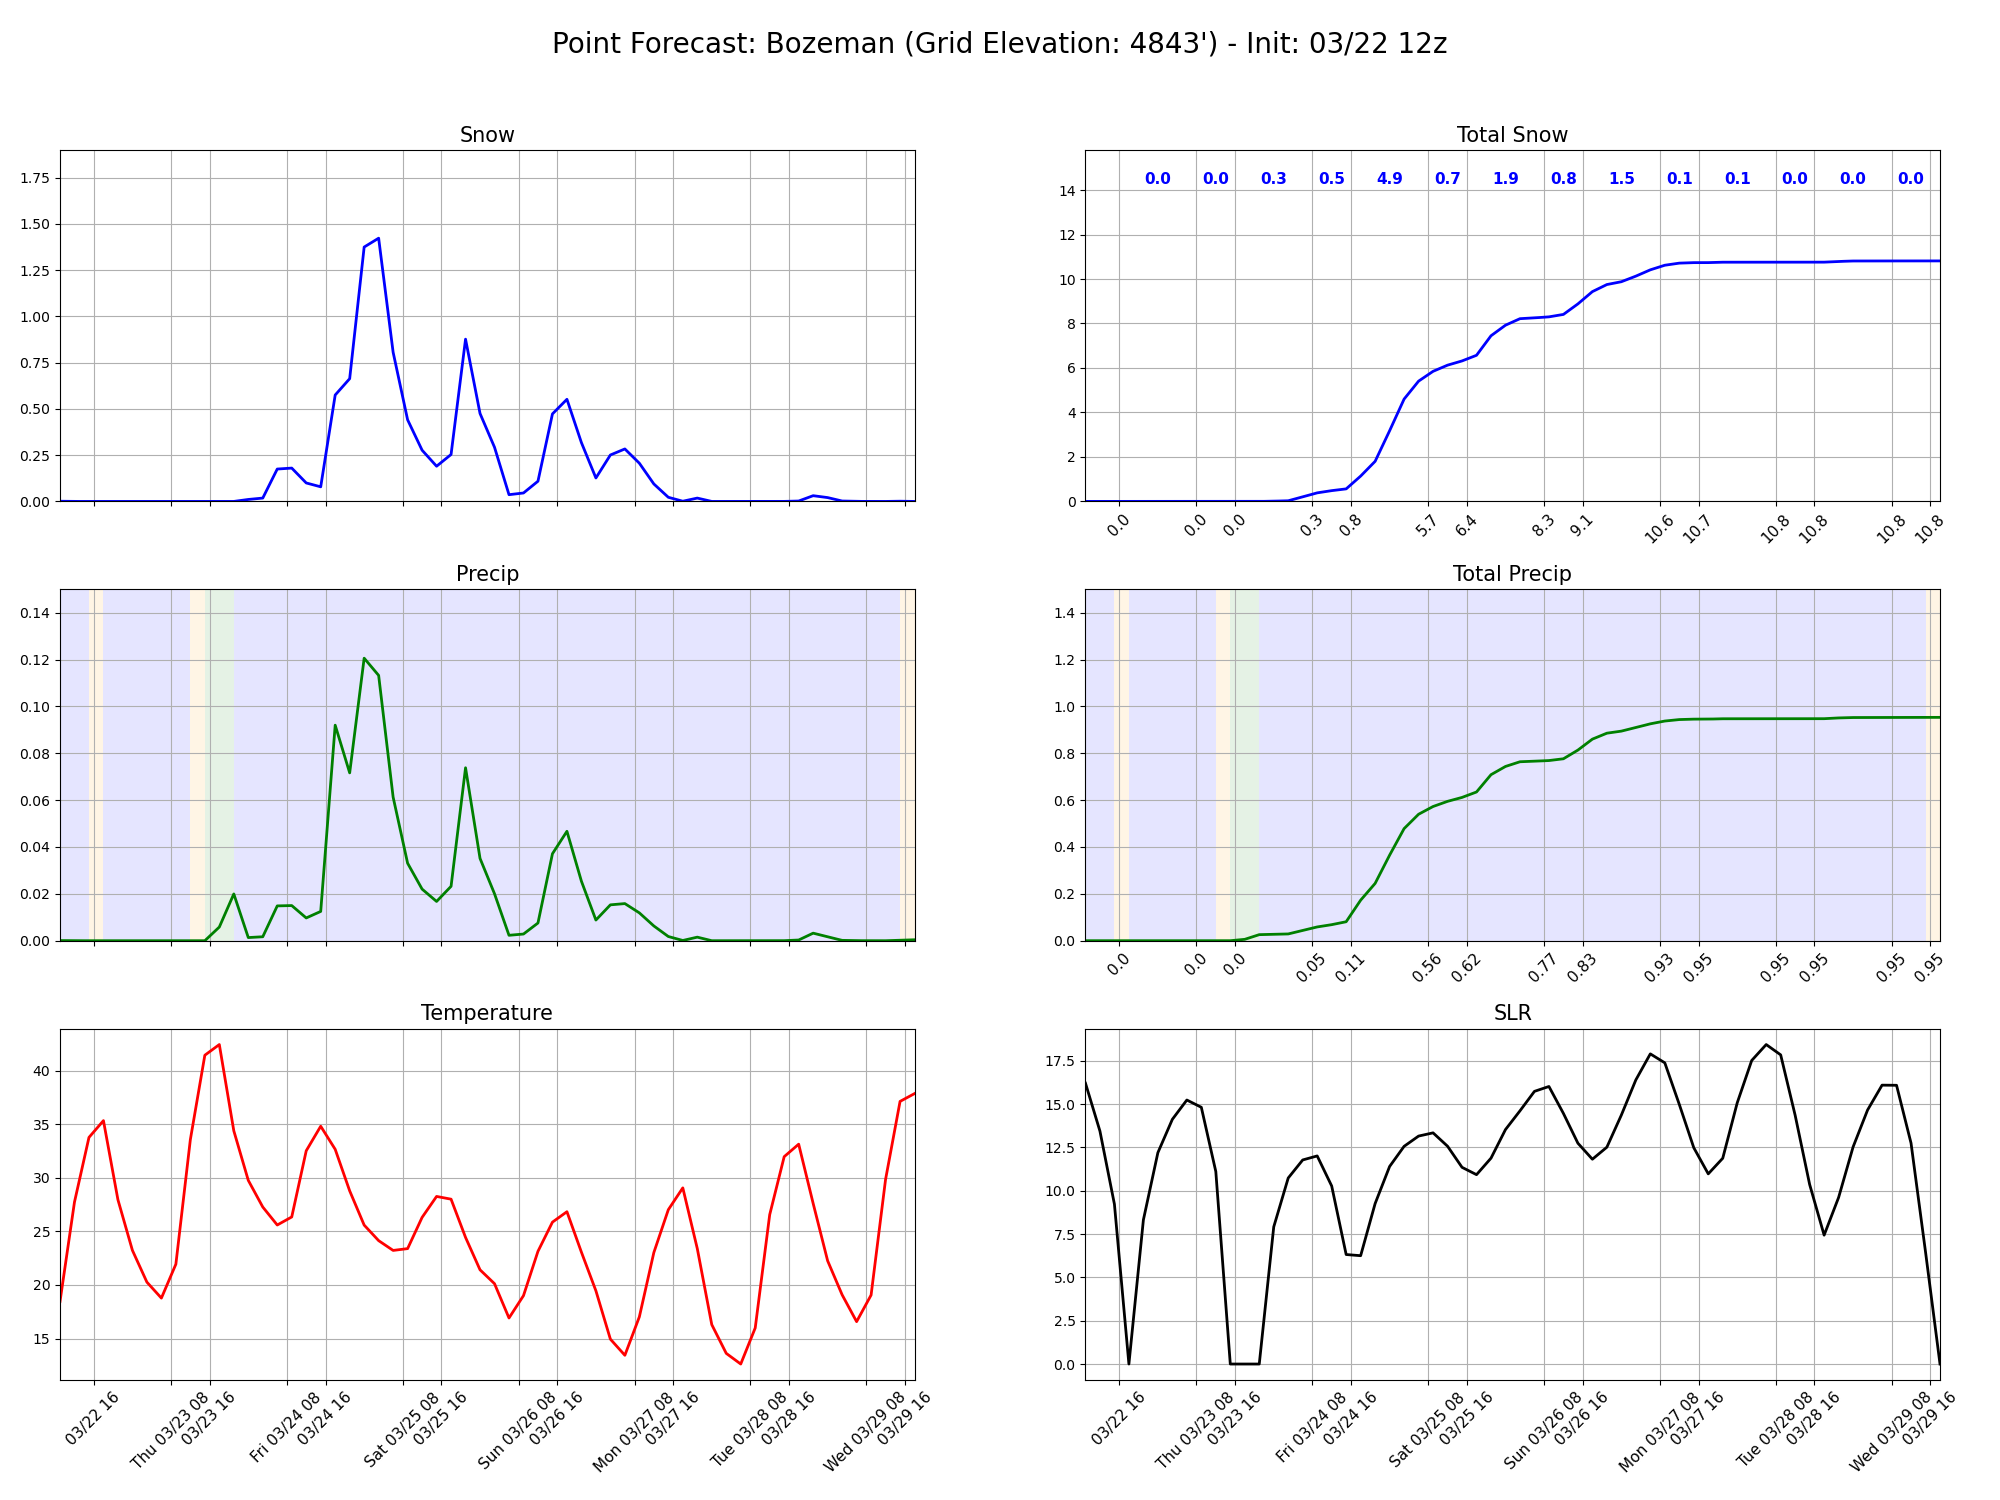 Point Forecast: Bozeman (Grid Elevation: 4843') - Init: 03/22 12z
Snow
1.75
1.50
1.25
1.00
0.75
0.50
0.25
0.00
Total Snow
0.0 0.0 0.3 0.5 4.9 0.7 1.9 0.8 1.5 0.1 0.1 0.0 0.0 0.0
14
12
10
8
6
4
2
0
0.0 0.0 0.0 0.3 0.8 5.7 6.4 8.3 9.1 10.6 10.7 10.8 10.8 10.8 10.8
Precip
0.14
0.12
0.10
0.08
0.06
0.04
0.02
0.00
Total Precip
1.4
1.2
1.0
0.8
0.6
0.4
0.2
0.0
0.0 0.0 0.0 0.05 0.11 0.56 0.62 0.77 0.83 0.93 0.95 0.95 0.95 0.95 0.95
Temperature
40
35
30
25
20
15
03/22 16
Thu 03/23 08
03/23 16
Fri 03/24 08
03/24 16
Sat 03/25 08
03/25 16
Sun 03/26 08
03/26 16
Mon 03/27 08
03/27 16
Tue 03/28 08
03/28 16
Wed 03/29 08
03/29 16
SLR
17.5
15.0
12.5
10.0
7.5
5.0
2.5
0.0
03/22 16
Thu 03/23 08
03/23 16
Fri 03/24 08
03/24 16
Sat 03/25 08
03/25 16
Sun 03/26 08
03/26 16
Mon 03/27 08
03/27 16
Tue 03/28 08
03/28 16
Wed 03/29 08
03/29 16